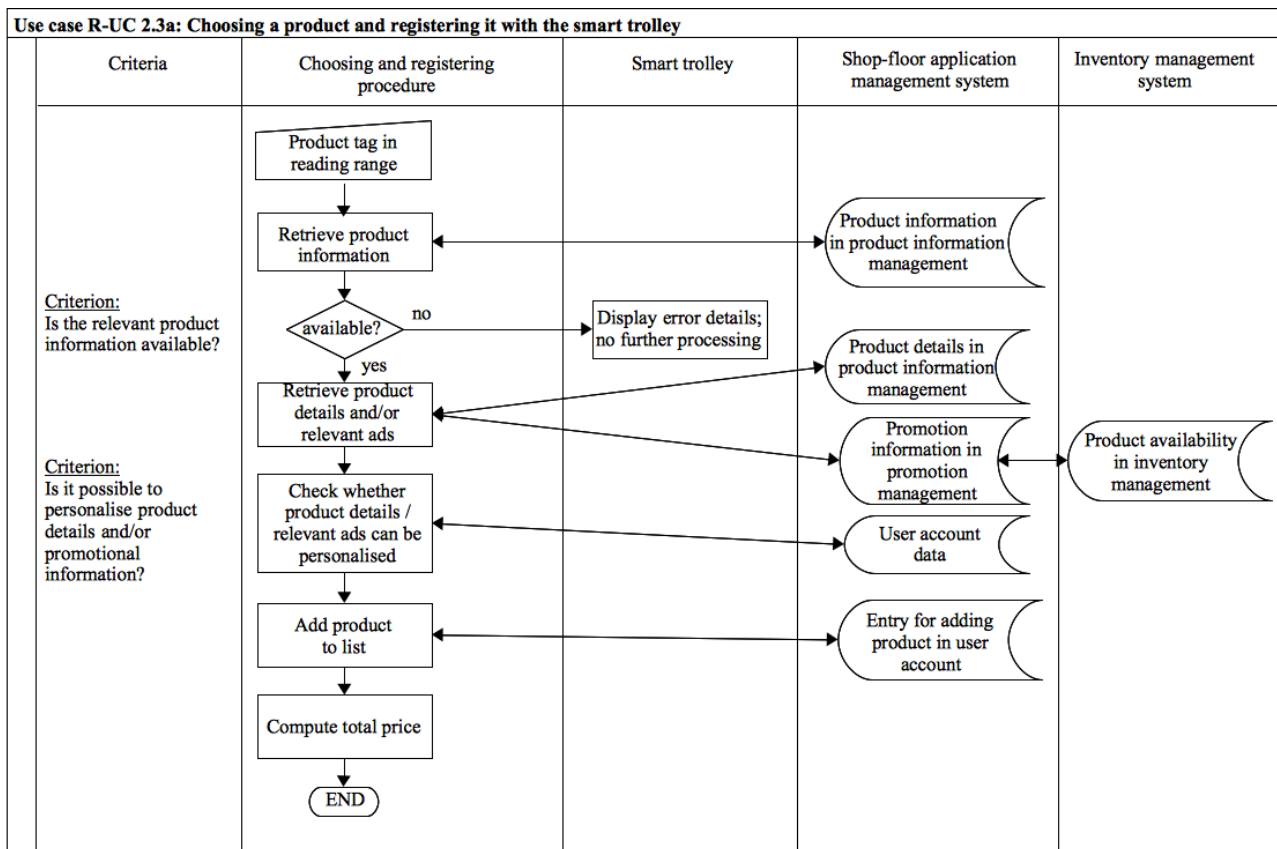 Use case R-UC 2.3a: Choosing a product and registering it with the smart trolley
Criteria
Choosing and registering
procedure
Smart trolley
Shop-floor application
management system
Inventory management
system
Product tag in
reading range
Retrieve product
information
Product information
in product information
management
Criterion:
Is the relevant product
information available?
available?
no
yes
Display error details;
no further processing
Product details in
product information
management
Retrieve product
details and/or
relevant ads
Promotion
information in
promotion
management
Product availability
in inventory
management
Criterion:
Is it possible to
personalise product
details and/or
promotional
information?
Check whether
product details /
relevant ads can be
personalised
User account
data
Add product
to list
Entry for adding
product in user
account
Compute total price
END